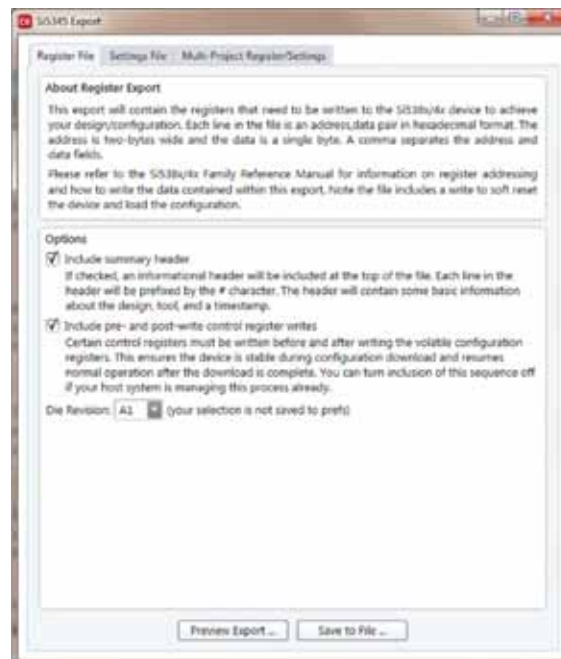 Si5345 Export
Register File Settings File Multi-Project Register/Settings
About Register Export
This export will contain the registers that need to be written to the Si538x/4x device to achieve
your design/configuration. Each line in the file is an address,data pair in hexadecimal format. The
address is two-bytes wide and the data is a single byte. A comma separates the address and
data fields.
Please refer to the Si538x/4x Family Reference Manual for information on register addressing
and how to write the data contained within this export. Note the file includes a write to soft reset
the device and load the configuration.
Options
Include summary header
If checked, an informational header will be included at the top of the file. Each line in the
header will be prefixed by the # character. The header will contain some basic information
about the design, tool, and a timestamp.
Include pre- and post-write control register writes
Certain control registers must be written before and after writing the volatile configuration
registers. This ensures the device is stable during configuration download and resumes
normal operation after the download is complete. You can turn inclusion of this sequence off
if your host system is managing this process already.
Die Revision: A1 (your selection is not saved to prefs)
Preview Export ... Save to File ...